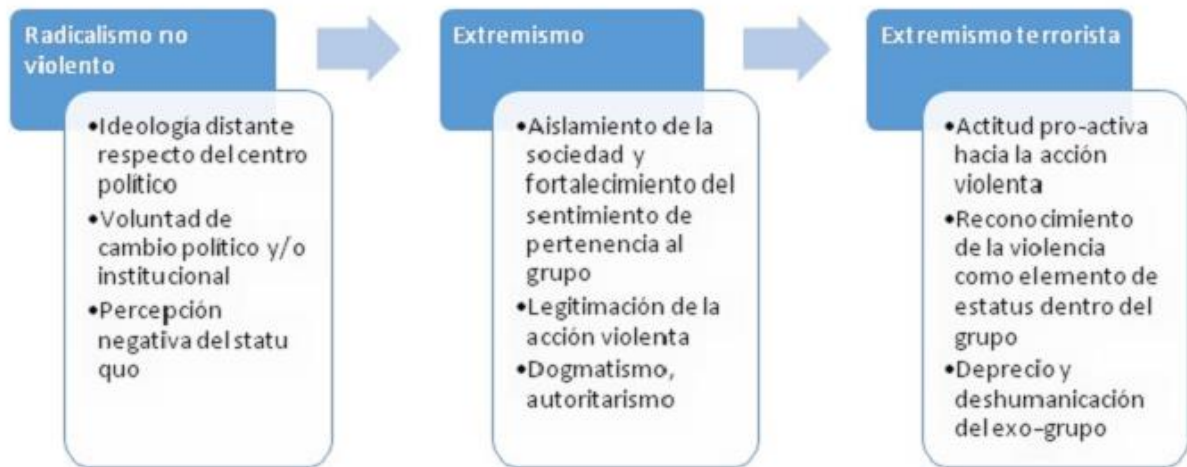 Radicalismo no
violento
•Ideología distante
respecto del centro
político
•Voluntad de
cambio político y/o
institucional
•Percepción
negativa del statu
quo
Extremismo
•Aislamiento de la
sociedad y
fortalecimiento del
sentimiento de
pertenencia al
grupo
•Legitimación de la
acción violenta
•Dogmatismo,
autoritarismo
Extremismo terrorista
•Actitud pro-activa
hacia la acción
violenta
•Reconocimiento
de la violencia
como elemento de
estatus dentro del
grupo
•Deprecio y
deshumanicación
del exo-grupo